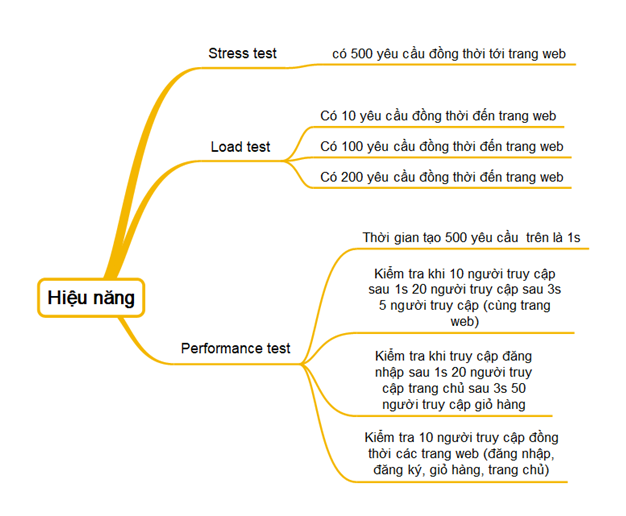 Hiệu năng
Stress test
có 500 yêu cầu đồng thời tới trang web
Load test
Có 10 yêu cầu đồng thời đến trang web
Có 100 yêu cầu đồng thời đến trang web
Có 200 yêu cầu đồng thời đến trang web
Performance test
Thời gian tạo 500 yêu cầu trên là 1s
Kiểm tra khi 10 người truy cập
sau 1s 20 người truy cập sau 3s
5 người truy cập (cùng trang
web)
Kiểm tra khi truy cập đăng
nhập sau 1s 20 người truy
cập trang chủ sau 3s 50
người truy cập giỏ hàng
Kiểm tra 10 người truy cập đồng
thời các trang web (đăng nhập,
đăng ký, giỏ hàng, trang chủ)